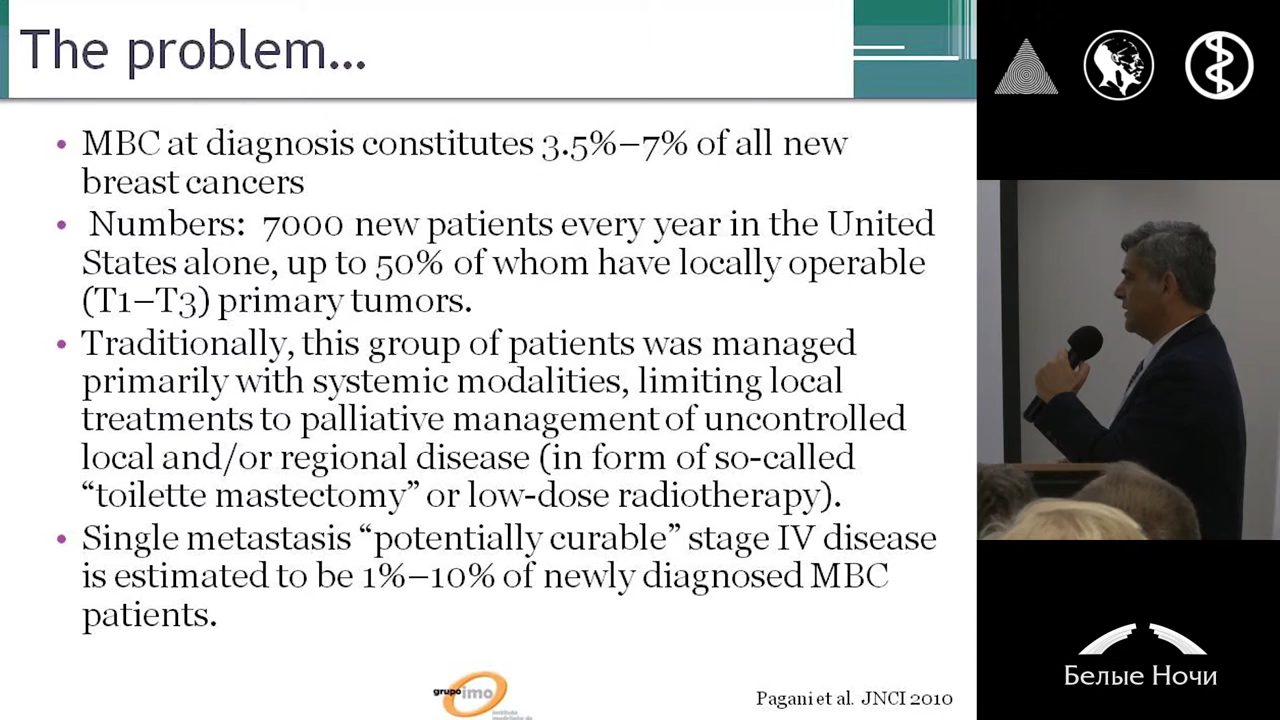 The problem...
• MBC at diagnosis constitutes 3.5%–7% of all new
breast cancers
• Numbers: 7000 new patients every year in the United
States alone, up to 50% of whom have locally operable
(T1–T3) primary tumors.
• Traditionally, this group of patients was managed
primarily with systemic modalities, limiting local
treatments to palliative management of uncontrolled
local and/or regional disease (in form of so-called
“toilette mastectomy” or low-dose radiotherapy).
• Single metastasis “potentially curable” stage IV disease
is estimated to be 1%–10% of newly diagnosed MBC
patients.
grupo imo
Pagani et al. JNCI 2010
Белые Ночи